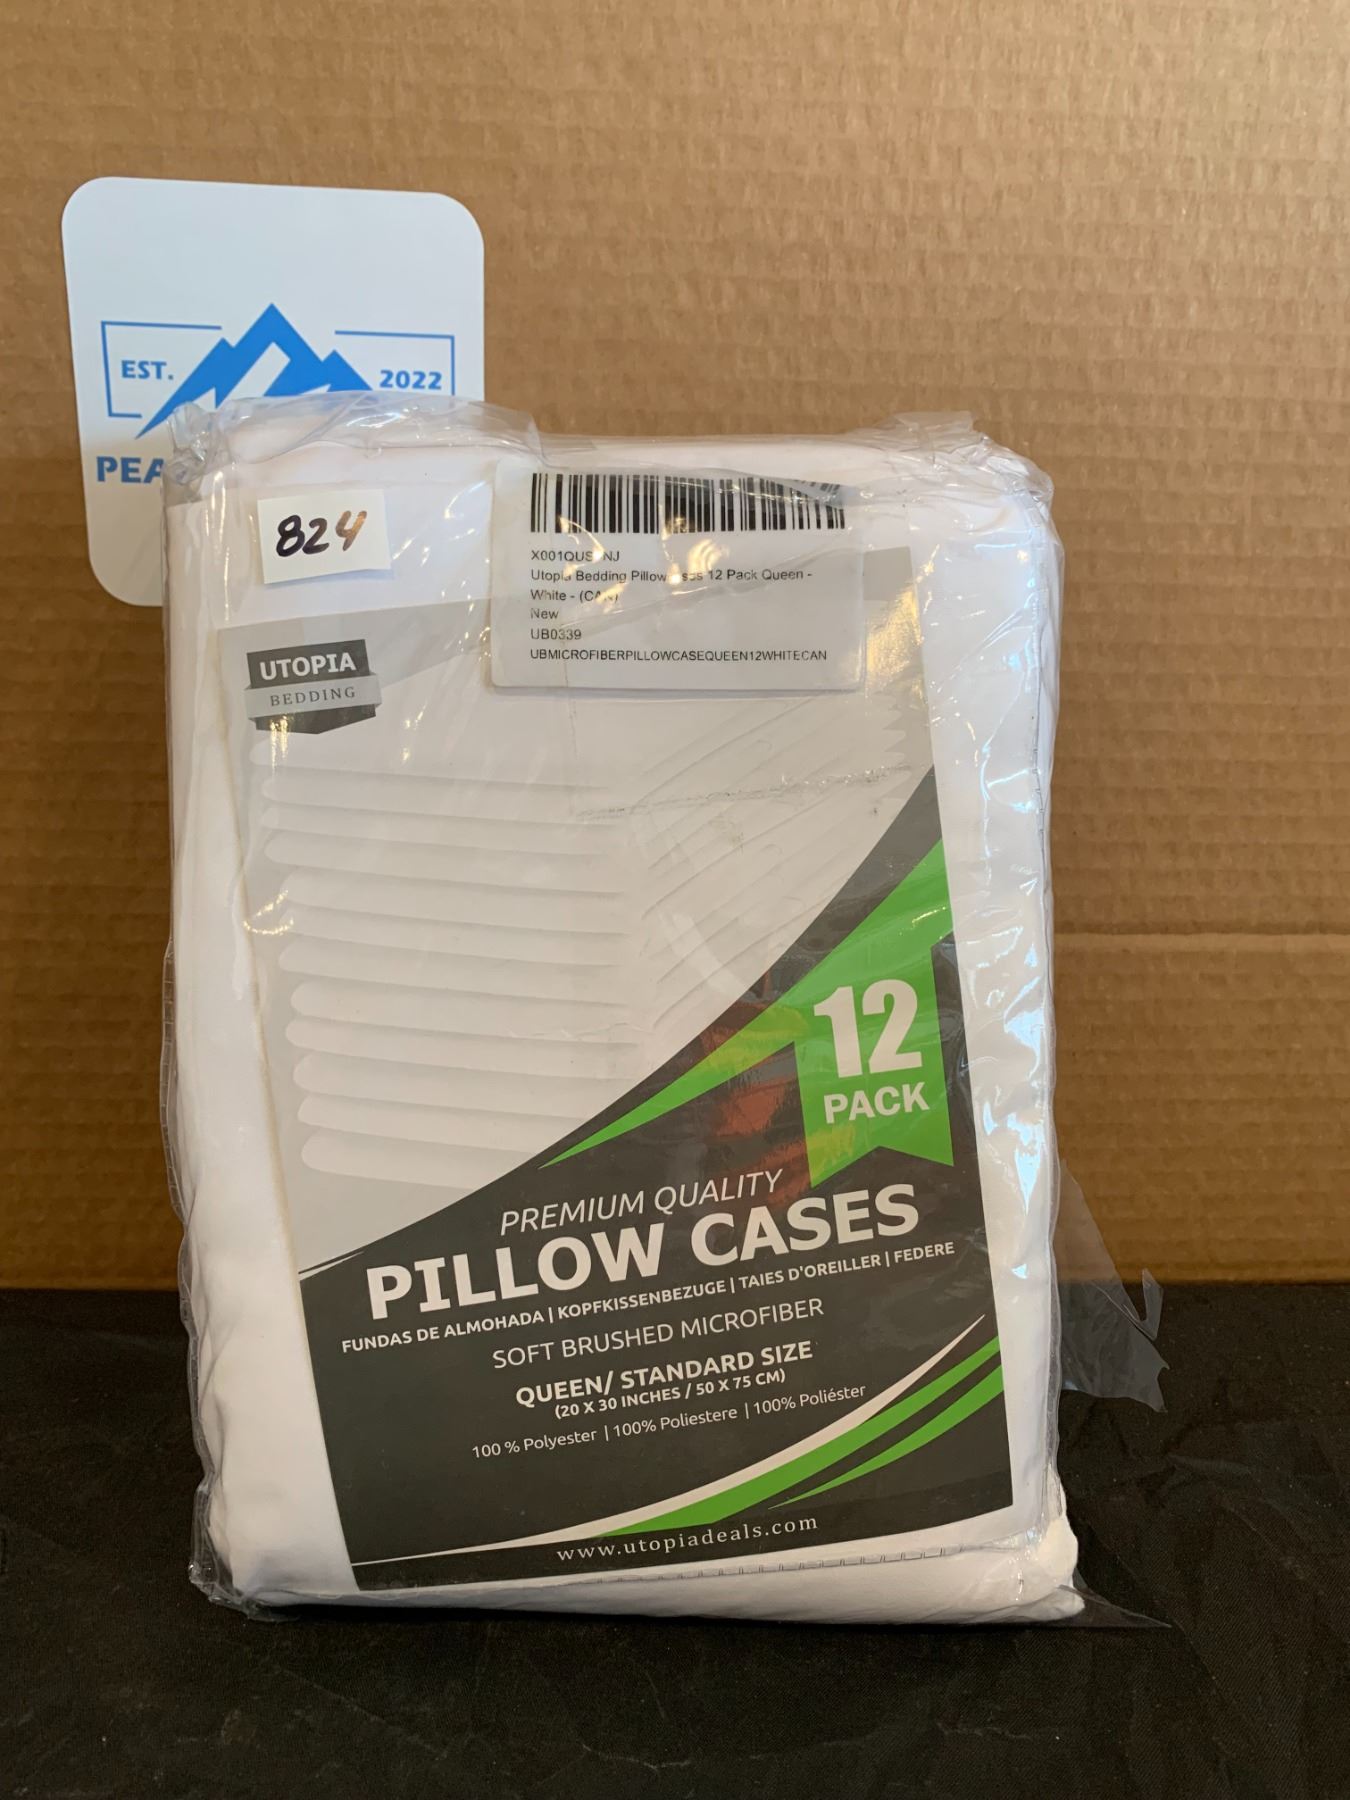 EST.
2022
824
X001QUS NJ
Utopia Bedding 12 Pack Queen -
White -
New
UB0339
UBMICROFIBERPILLOWCASEQUEEN12WHITECAN
UTOPIA
BEDDING
12
PACK
PREMIUM QUALITY
PILLOW CASES
FUNDAS DE ALMOHADA | KOPFKISSENBEZUGE | TAIES D'OREILLER | FEDERE
SOFT BRUSHED MICROFIBER
QUEEN/ STANDARD SIZE
(20 X 30 INCHES / 50 X 75 CM)
100 % Polyester | 100% Poliestere | 100% Poliéster
www.utopiadeals.com